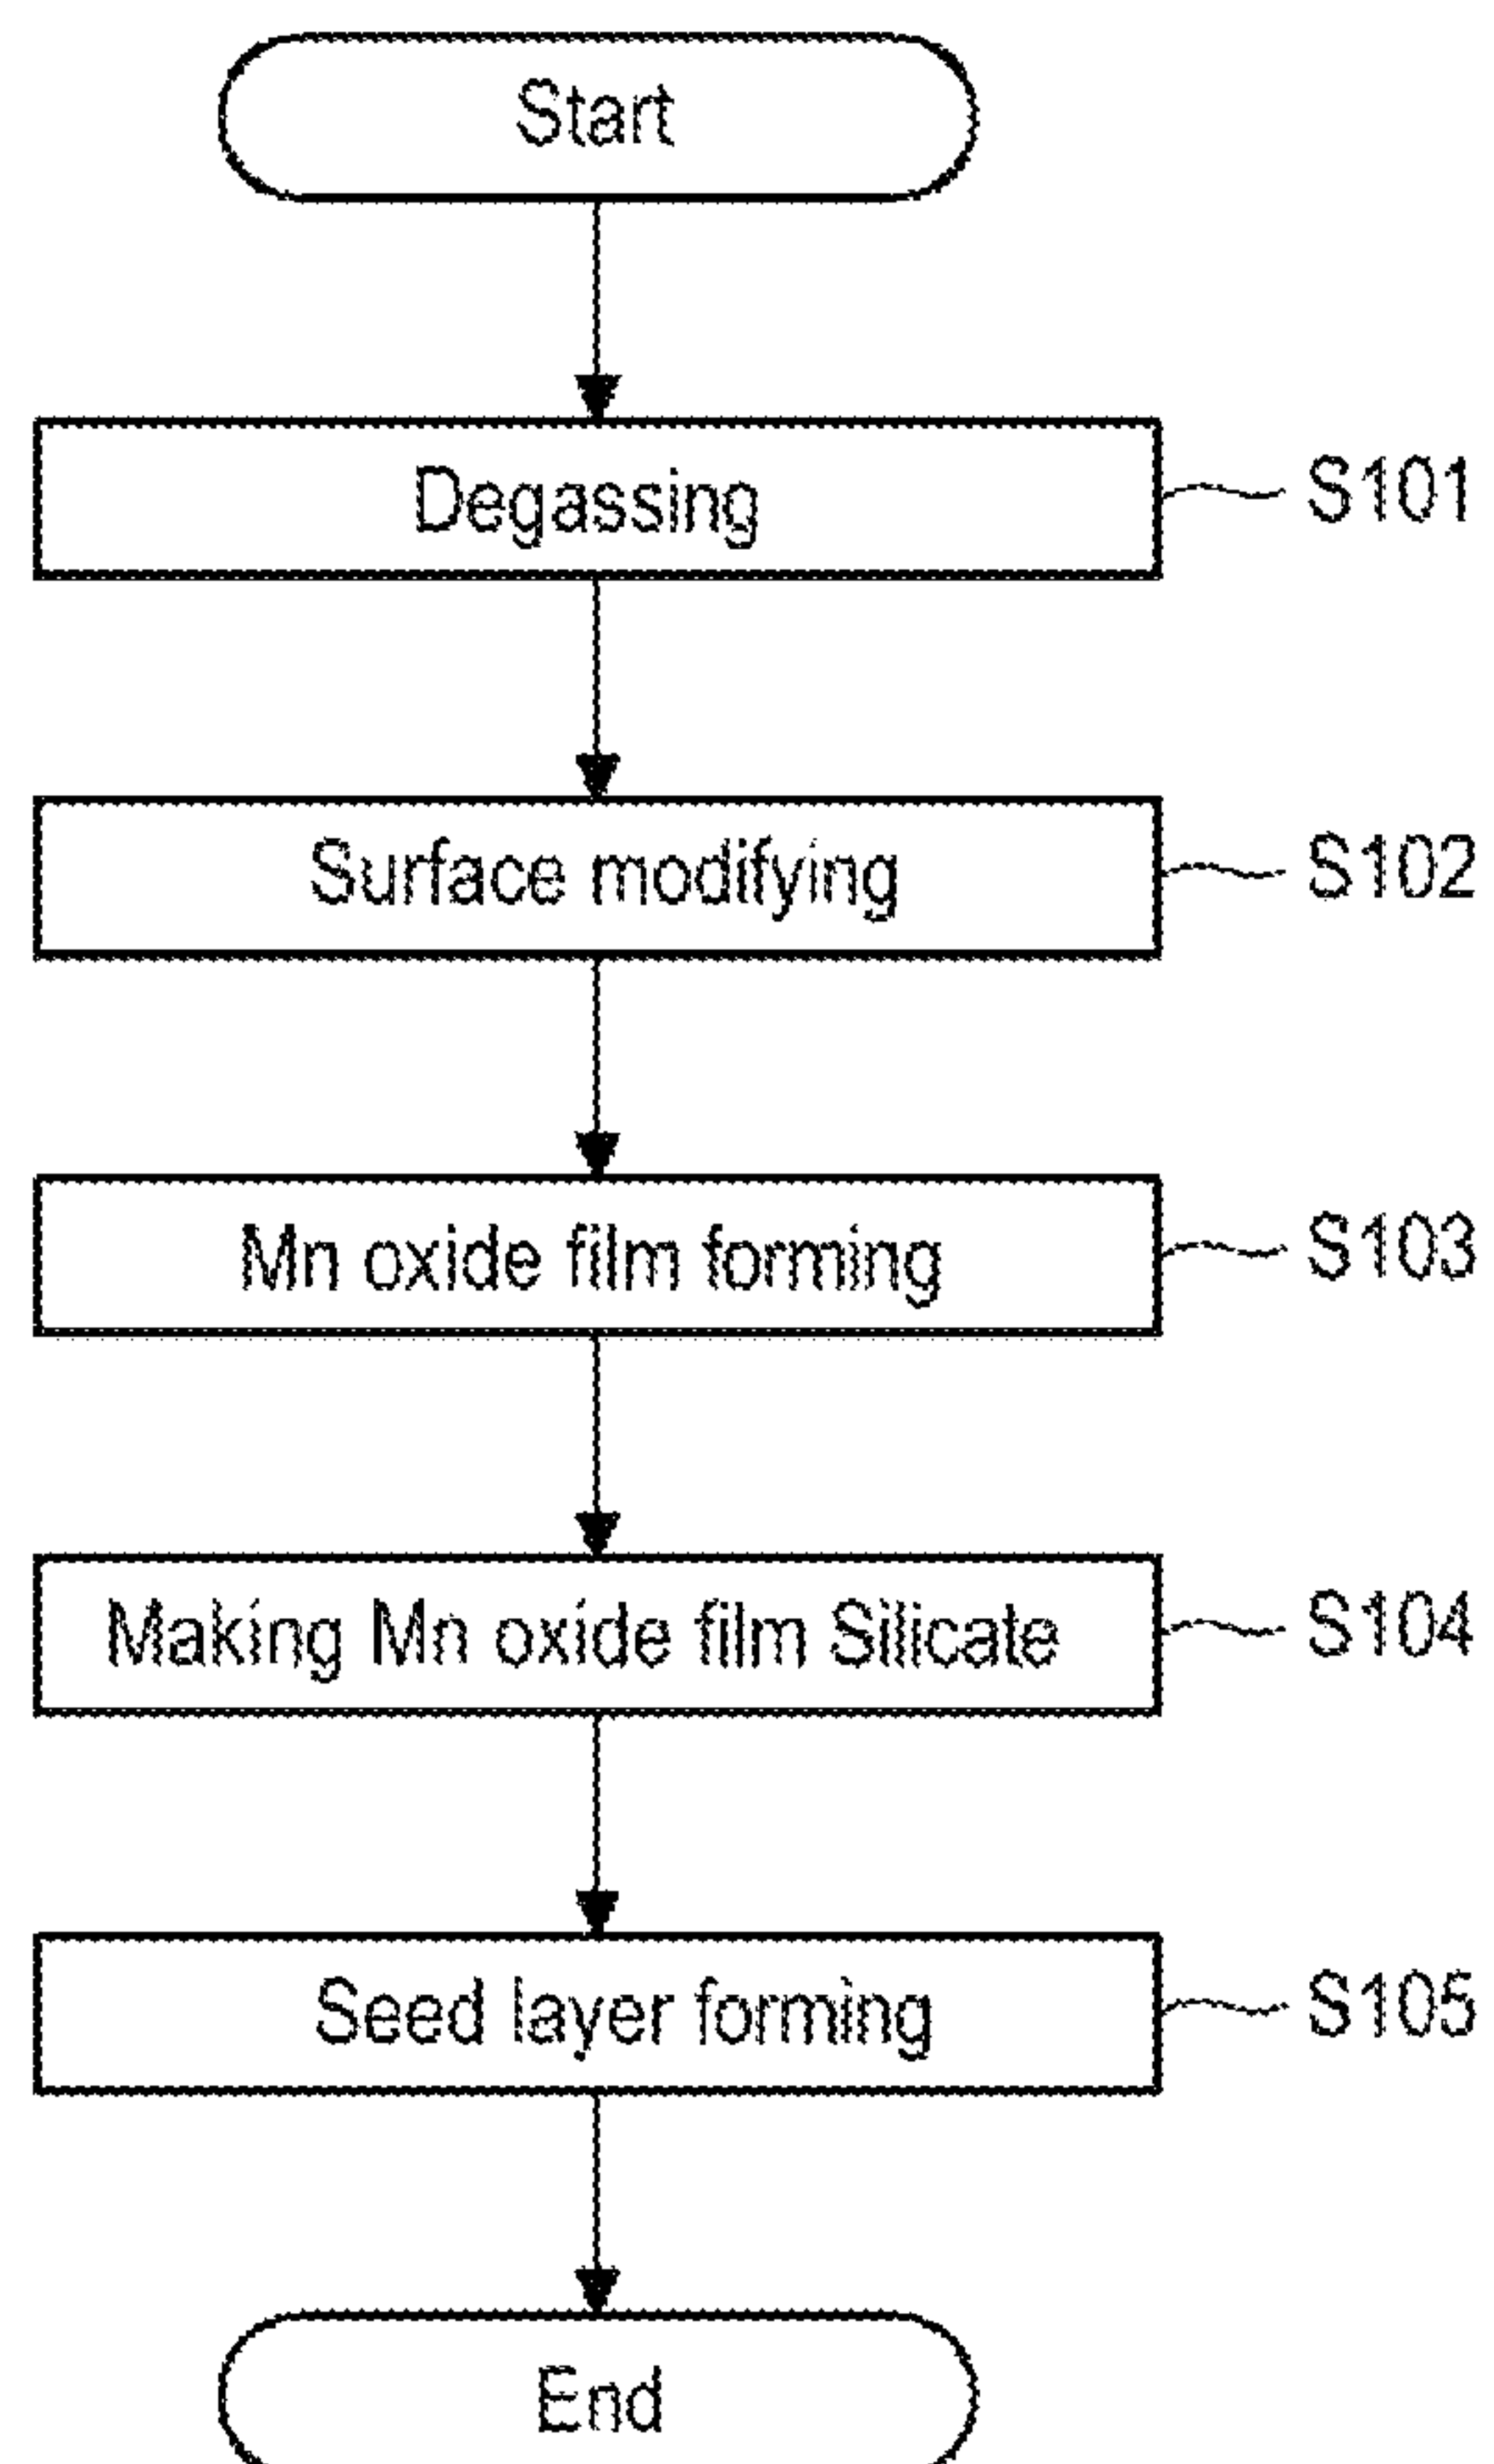 Start
Degassing
S101
Surface modifying
S102
Mn oxide film forming
S103
Making Mn oxide film Silicate
S104
Seed layer forming
S105
End